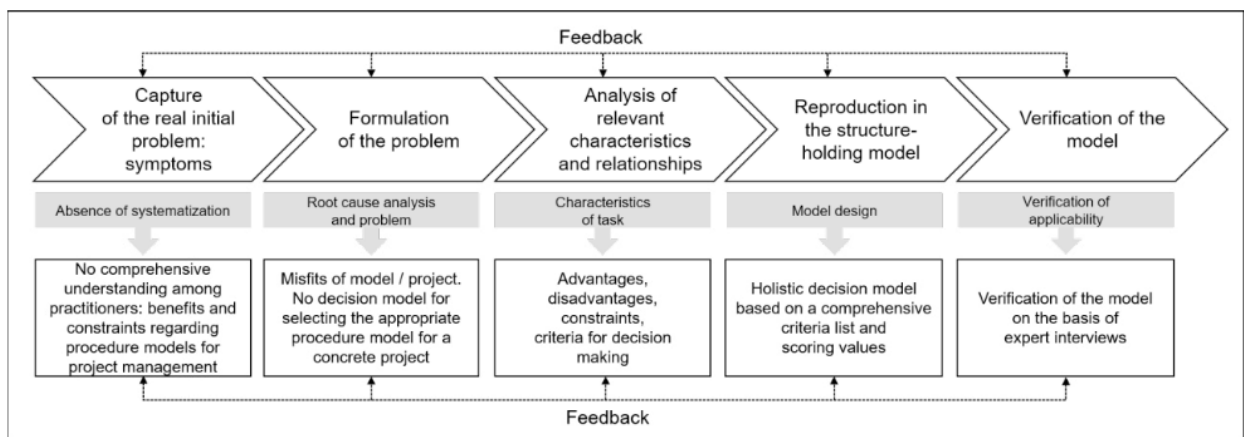 Feedback
Capture
of the real initial
problem:
symptoms
Formulation
of the problem
Analysis of
relevant
characteristics
and relationships
Reproduction in
the structure-
holding model
Verification of the
model
Absence of systematization
Root cause analysis
and problem
Characteristics
of task
Model design
Verification of
applicability
No comprehensive
understanding among
practitioners: benefits and
constraints regarding
procedure models for
project management
Misfits of model / project.
No decision model for
selecting the appropriate
procedure model for a
concrete project
Advantages,
disadvantages,
constraints,
criteria for decision
making
Holistic decision model
based on a comprehensive
criteria list and
scoring values
Verification of the model
on the basis of
expert interviews
Feedback